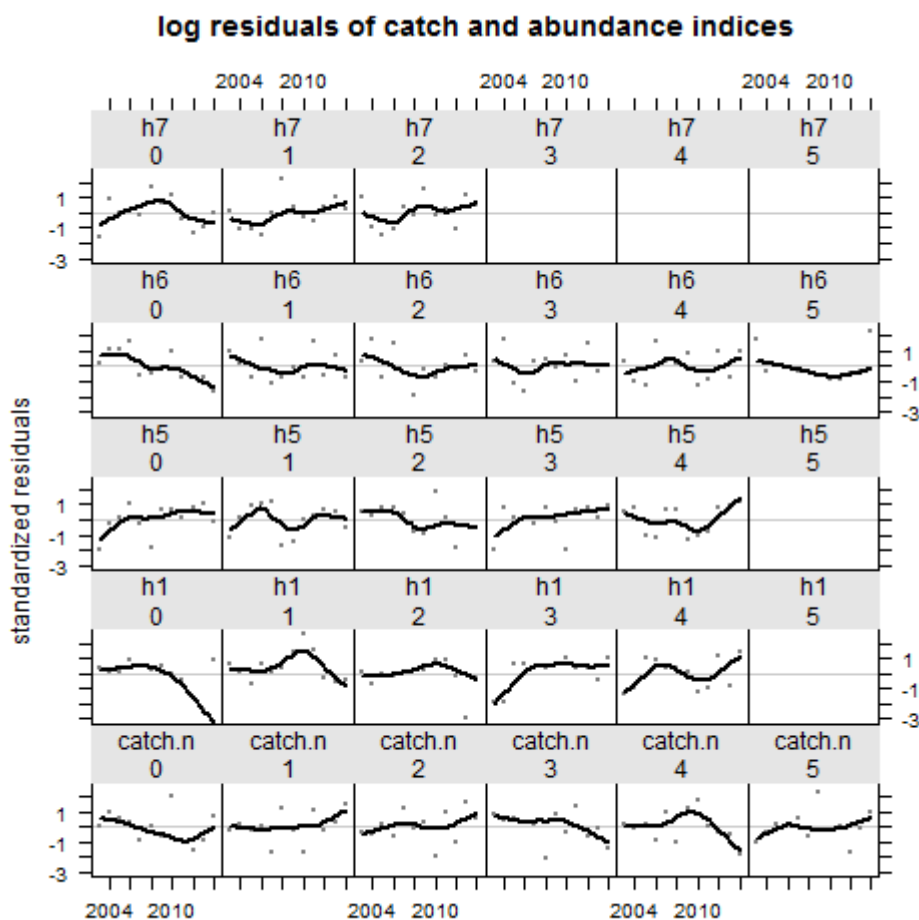 log residuals of catch and abundance indices
2004 2010 2004 2010 2004 2010
h7 h7 h7 h7 h7 h7
0 1 2 3 4 5
1
-1
-3
h6 h6 h6 h6 h6 h6
0 1 2 3 4 5
1
-1
-3
h5 h5 h5 h5 h5 h5
0 1 2 3 4 5
1
-1
-3
h1 h1 h1 h1 h1 h1
0 1 2 3 4 5
1
-1
-3
catch.n catch.n catch.n catch.n catch.n catch.n
0 1 2 3 4 5
1
-1
-3
2004 2010 2004 2010 2004 2010
standardized residuals